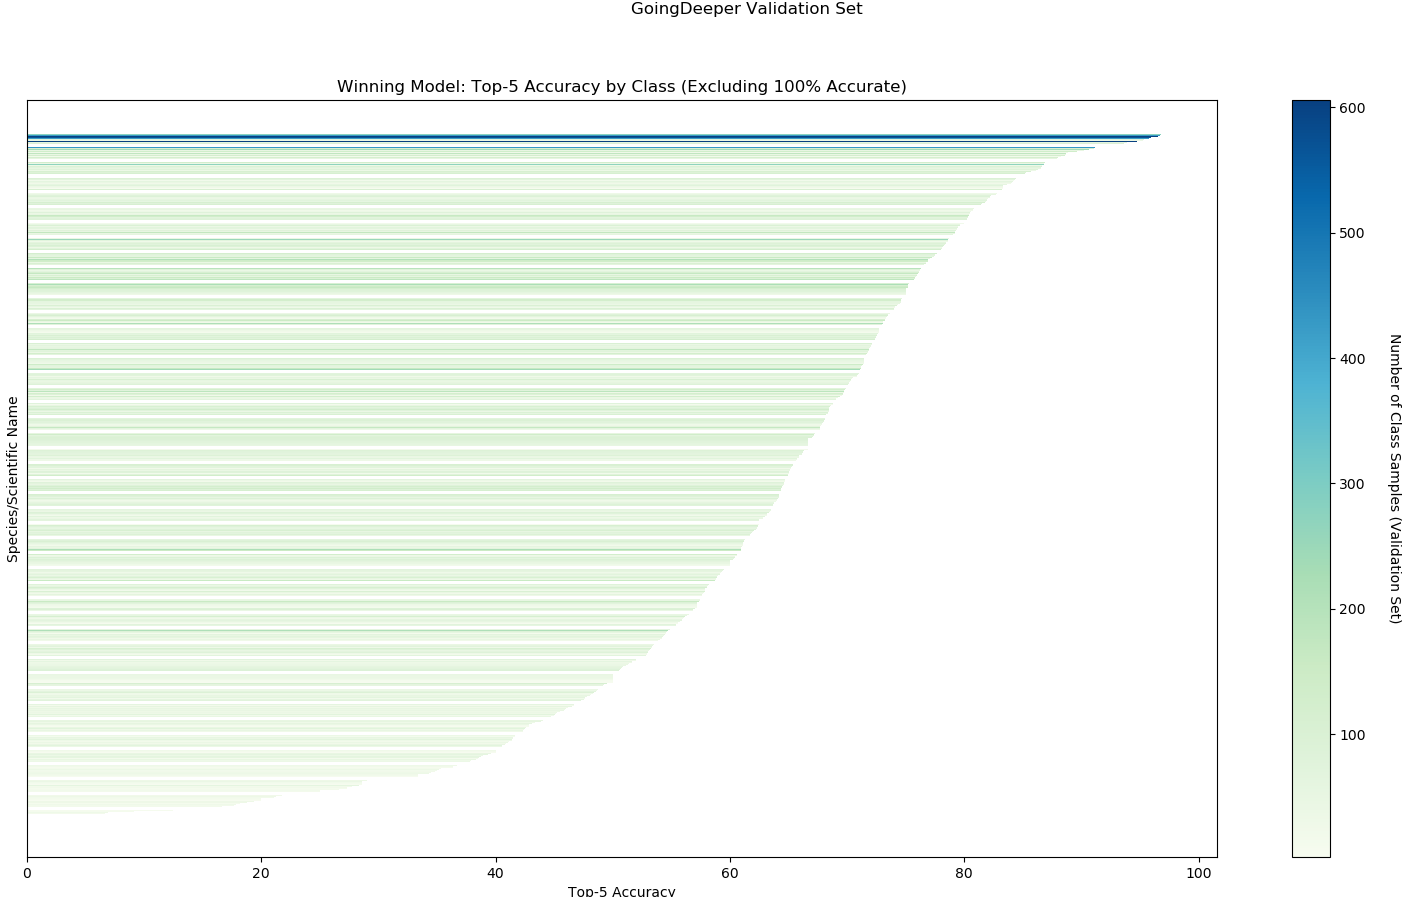 GoingDeeper Validation Set
Winning Model: Top-5 Accuracy by Class (Excluding 100% Accurate)
Species/Scientific Name
0 20 40 60 80 100
Top-5 Accuracy
600
500
400
300
200
100
Number of Class Samples (Validation Set)